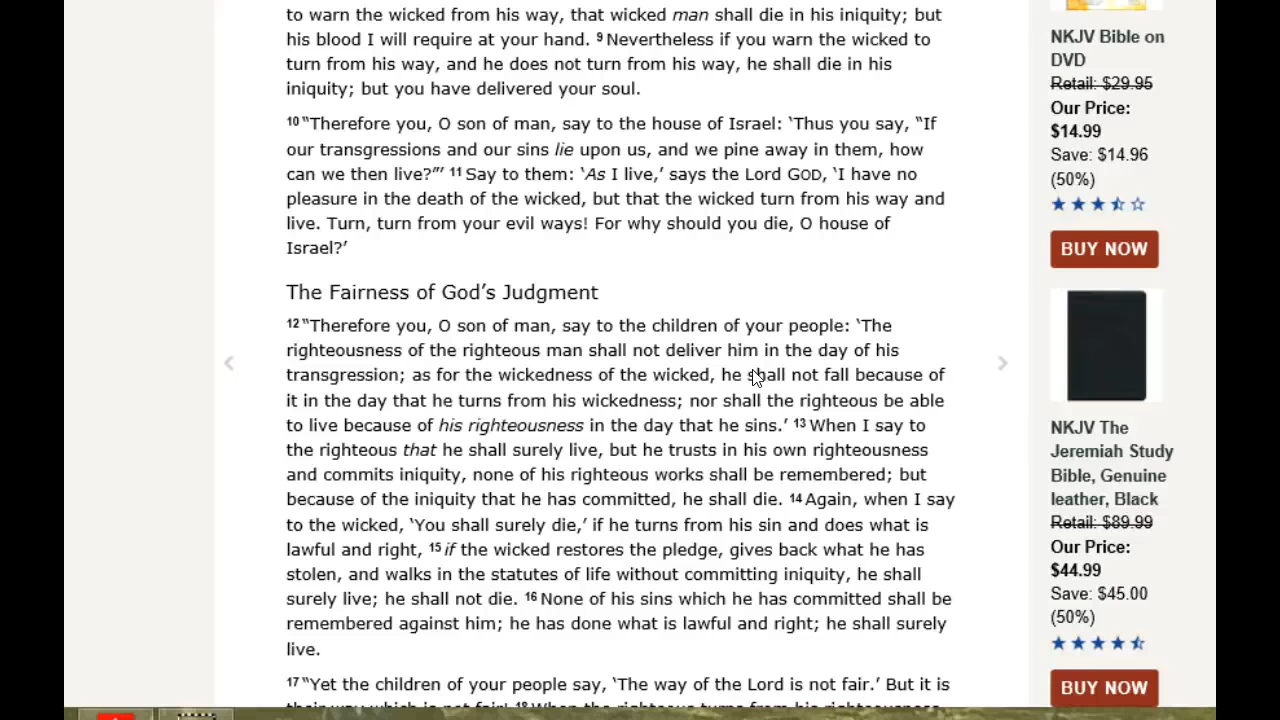 to warn the wicked from his way, that wicked man shall die in his iniquity; but
his blood I will require at your hand. 9 Nevertheless if you warn the wicked to
turn from his way, and he does not turn from his way, he shall die in his
iniquity; but you have delivered your soul.
10 “Therefore you, O son of man, say to the house of Israel: ‘Thus you say, “If
our transgressions and our sins lie upon us, and we pine away in them, how
can we then live?”’ 11 Say to them: ‘As I live,’ says the Lord GOD, ‘I have no
pleasure in the death of the wicked, but that the wicked turn from his way and
live. Turn, turn from your evil ways! For why should you die, O house of
Israel?’
The Fairness of God’s Judgment
12 “Therefore you, O son of man, say to the children of your people: ‘The
righteousness of the righteous man shall not deliver him in the day of his
transgression; as for the wickedness of the wicked, he shall not fall because of
it in the day that he turns from his wickedness; nor shall the righteous be able
to live because of his righteousness in the day that he sins.’ 13 When I say to
the righteous that he shall surely live, but he trusts in his own righteousness
and commits iniquity, none of his righteous works shall be remembered; but
because of the iniquity that he has committed, he shall die. 14 Again, when I say
to the wicked, ‘You shall surely die,’ if he turns from his sin and does what is
lawful and right, 15 if the wicked restores the pledge, gives back what he has
stolen, and walks in the statutes of life without committing iniquity, he shall
surely live; he shall not die. 16 None of his sins which he has committed shall be
remembered against him; he has done what is lawful and right; he shall surely
live.
17 “Yet the children of your people say, ‘The way of the Lord is not fair.’ But it is
their way which is not fair! 18 When the righteous turns from his righteousness
NKJV Bible on
DVD
Retail: $29.95
Our Price:
$14.99
Save: $14.96
(50%)
BUY NOW
NKJV The
Jeremiah Study
Bible, Genuine
leather, Black
Retail: $89.99
Our Price:
$44.99
Save: $45.00
(50%)
BUY NOW